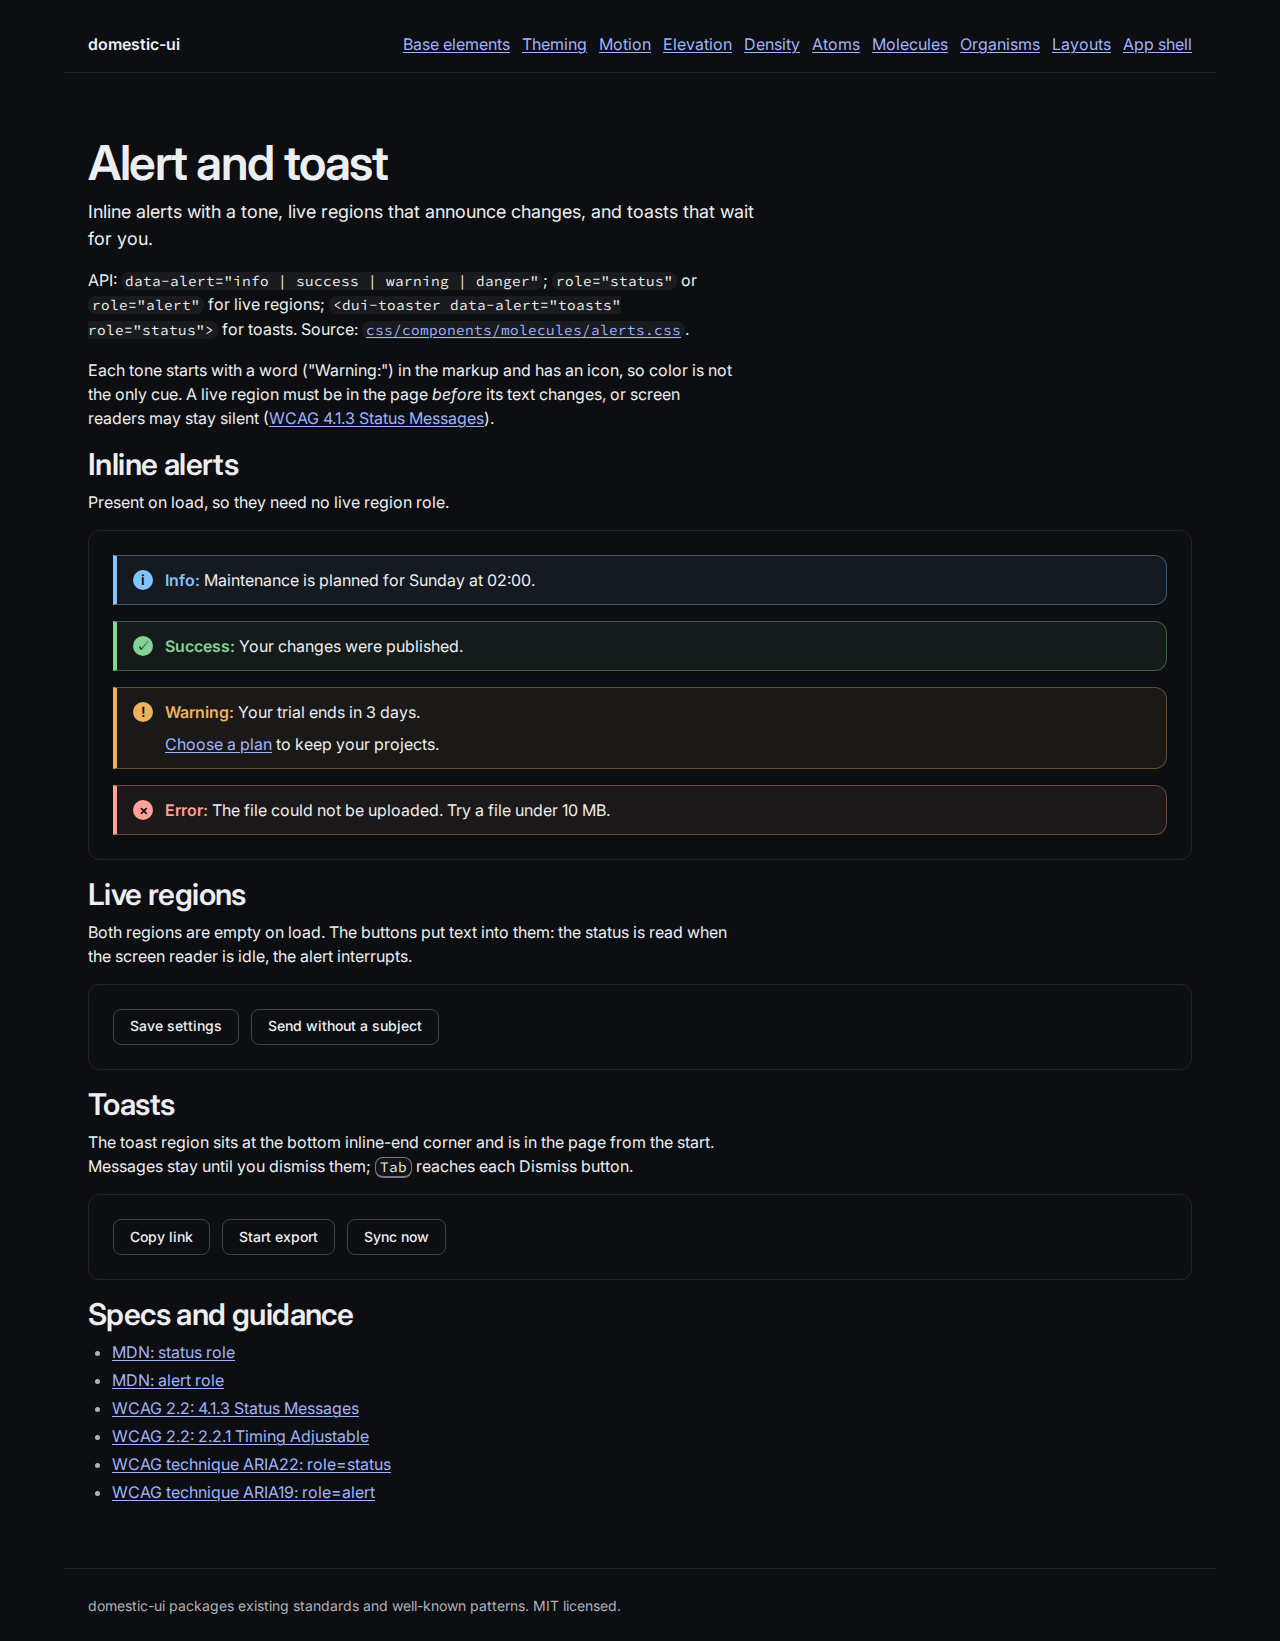 domestic-ui
Base elements Theming Motion Elevation Density Atoms Molecules Organisms Layouts App shell
Alert and toast
Inline alerts with a tone, live regions that announce changes, and toasts that wait
for you.
API: data-alert="info | success | warning | danger"; role="status" or
role="alert" for live regions; <dui-toaster data-alert="toasts"
role="status"> for toasts. Source: css/components/molecules/alerts.css.
Each tone starts with a word ("Warning:") in the markup and has an icon, so color is not
the only cue. A live region must be in the page before its text changes, or screen
readers may stay silent (WCAG 4.1.3 Status Messages).
Inline alerts
Present on load, so they need no live region role.
i Info: Maintenance is planned for Sunday at 02:00.
✓ Success: Your changes were published.
! Warning: Your trial ends in 3 days.
Choose a plan to keep your projects.
× Error: The file could not be uploaded. Try a file under 10 MB.
Live regions
Both regions are empty on load. The buttons put text into them: the status is read when
the screen reader is idle, the alert interrupts.
Save settings Send without a subject
Toasts
The toast region sits at the bottom inline-end corner and is in the page from the start.
Messages stay until you dismiss them; Tab reaches each Dismiss button.
Copy link Start export Sync now
Specs and guidance
• MDN: status role
• MDN: alert role
• WCAG 2.2: 4.1.3 Status Messages
• WCAG 2.2: 2.2.1 Timing Adjustable
• WCAG technique ARIA22: role=status
• WCAG technique ARIA19: role=alert
domestic-ui packages existing standards and well-known patterns. MIT licensed.